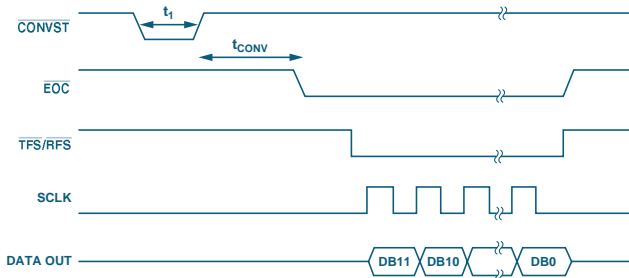 CONVST
t1
tCONV
EOC
TFS/RFS
SCLK
DATA OUT
DB11
DB10
DB0